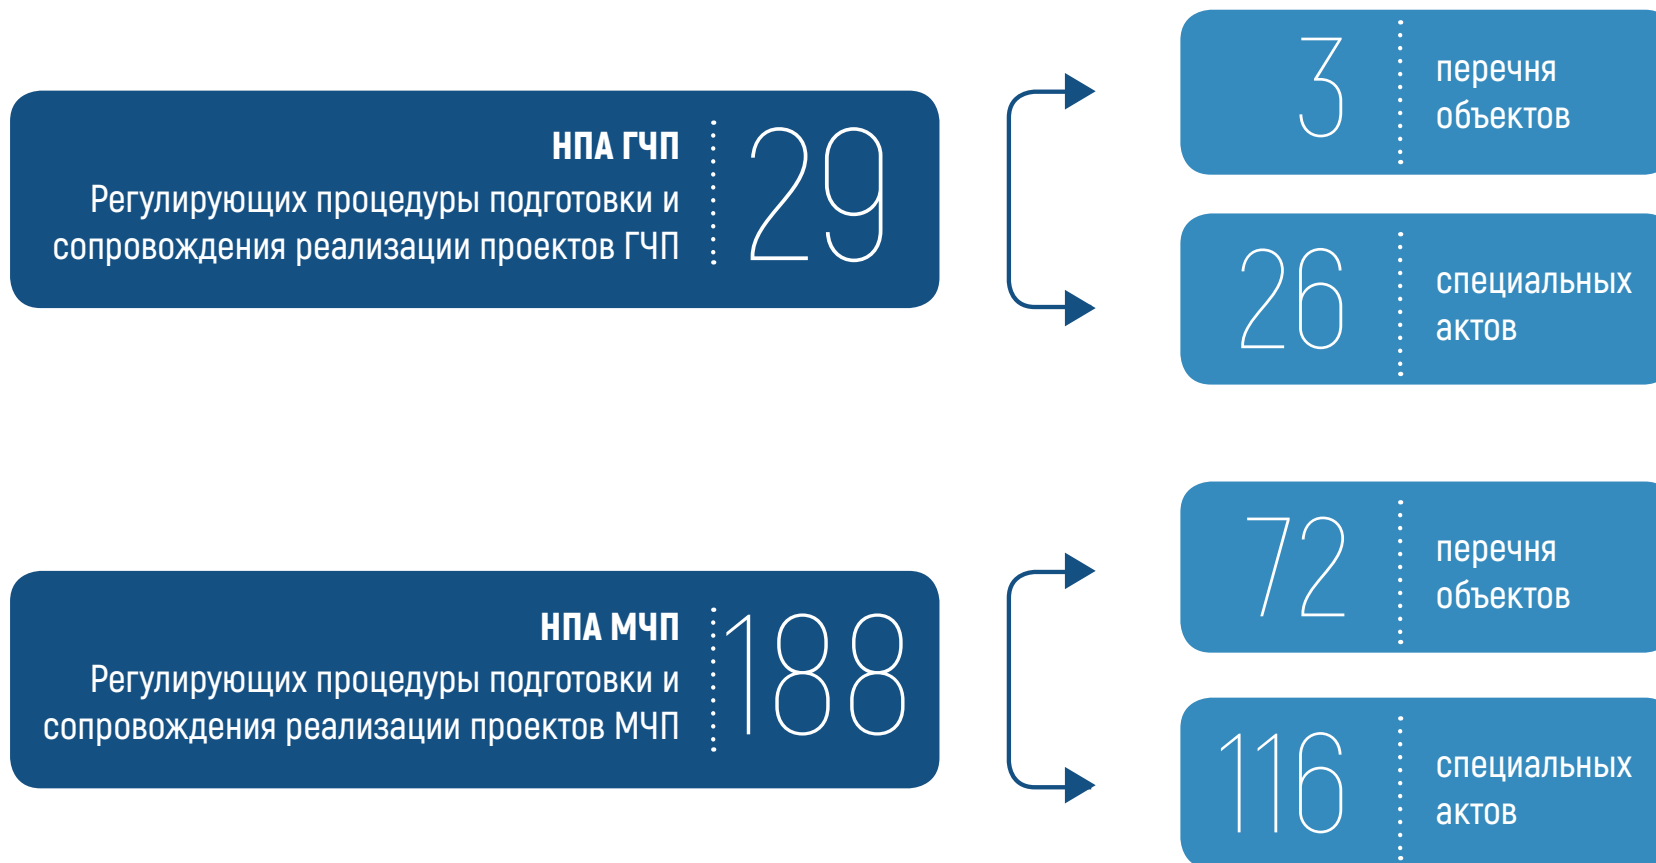 НПА ГЧП
Регулирующих процедуры подготовки и
сопровождения реализации проектов ГЧП
29
3
перечня
объектов
26
специальных
актов
НПА МЧП
Регулирующих процедуры подготовки и
сопровождения реализации проектов МЧП
188
72
перечня
объектов
116
специальных
актов